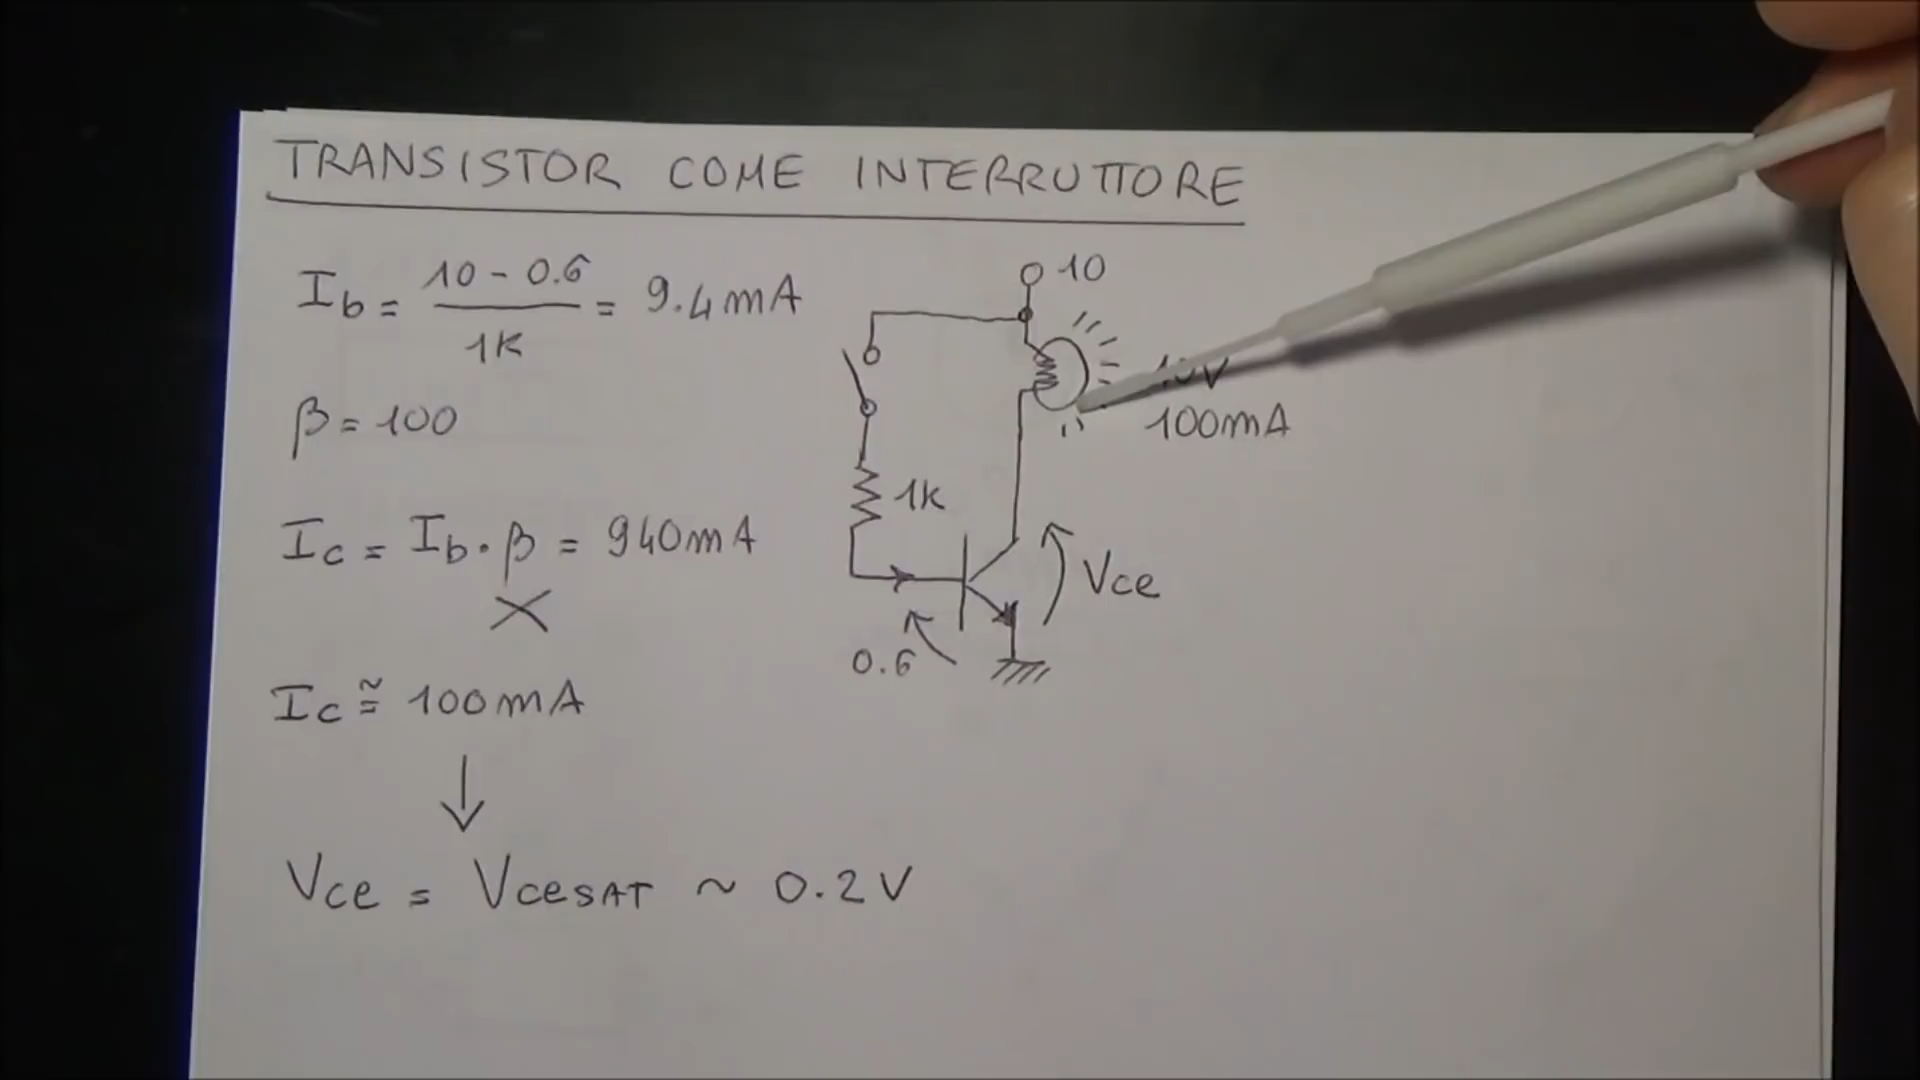 TRANSISTOR COME INTERRUTTORE
Ib = 10 - 0.6 / 1K = 9.4mA
β = 100
Ic = Ib · β = 940mA
X
Ic ≅ 100mA
↓
Vce = VceSAT ~ 0.2V
10
10V
100mA
1K
Vce
0.6